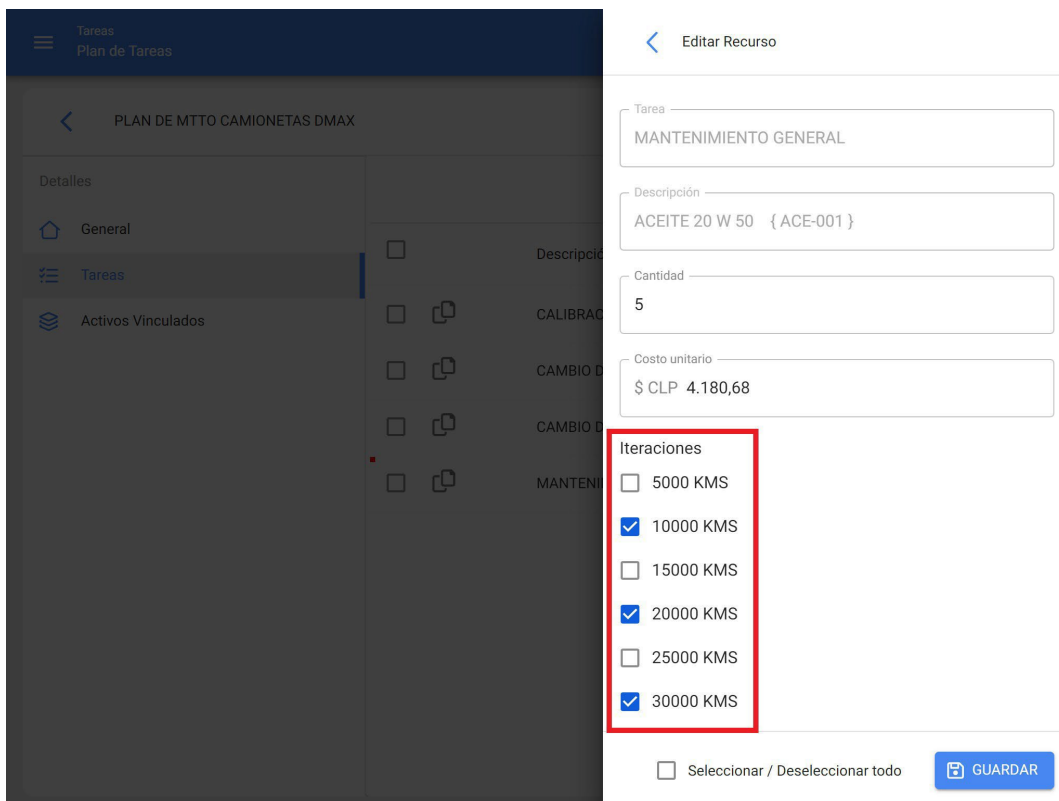 Tareas
Plan de Tareas
PLAN DE MTTO CAMIONETAS DMAX
Detalles
General
Tareas
Activos Vinculados
Descripció
CALIBRAC
CAMBIO D
CAMBIO D
MANTENI
Editar Recurso
Tarea
MANTENIMIENTO GENERAL
Descripción
ACEITE 20 W 50 { ACE-001 }
Cantidad
5
Costo unitario
$ CLP 4.180,68
Iteraciones
5000 KMS
10000 KMS
15000 KMS
20000 KMS
25000 KMS
30000 KMS
Seleccionar / Deseleccionar todo
GUARDAR